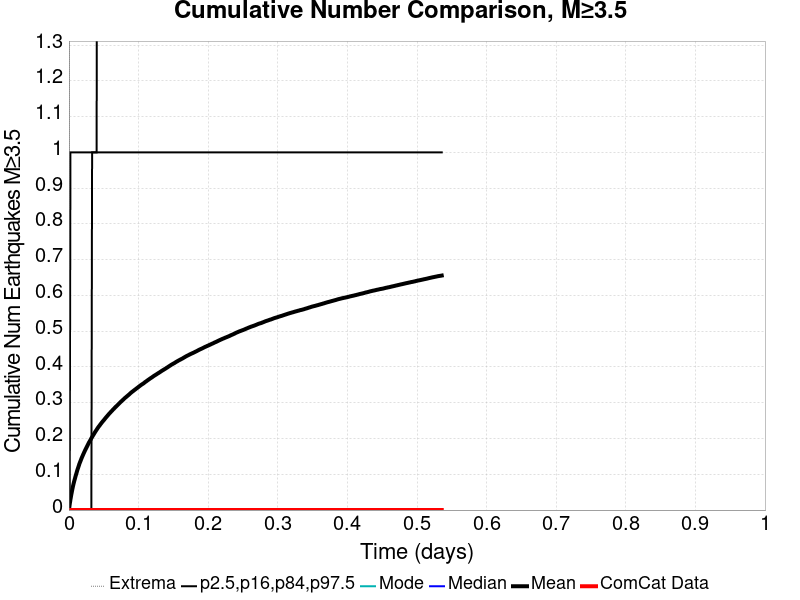 Cumulative Number Comparison, M≥3.5
Cumulative Num Earthquakes M≥3.5
1.3
1.2
1.1
1
0.9
0.8
0.7
0.6
0.5
0.4
0.3
0.2
0.1
0
0 0.1 0.2 0.3 0.4 0.5 0.6 0.7 0.8 0.9 1
Time (days)
Extrema p2.5,p16,p84,p97.5 Mode Median Mean ComCat Data